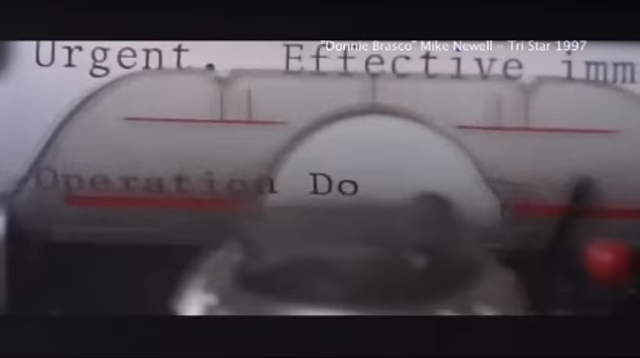 "Donnie Brasco" Mike Newell – Tri Star 1997
Urgent. Effective imm
Operation Do